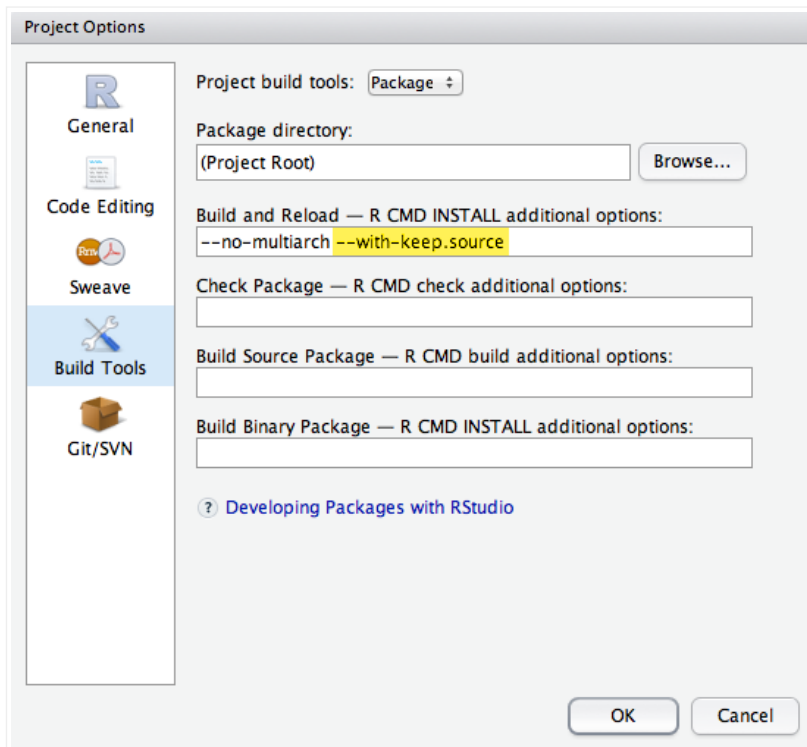 Project Options
General
Code Editing
Sweave
Build Tools
Git/SVN
Project build tools: Package
Package directory:
(Project Root)
Browse...
Build and Reload — R CMD INSTALL additional options:
--no-multiarch --with-keep.source
Check Package — R CMD check additional options:
Build Source Package — R CMD build additional options:
Build Binary Package — R CMD INSTALL additional options:
? Developing Packages with RStudio
OK
Cancel